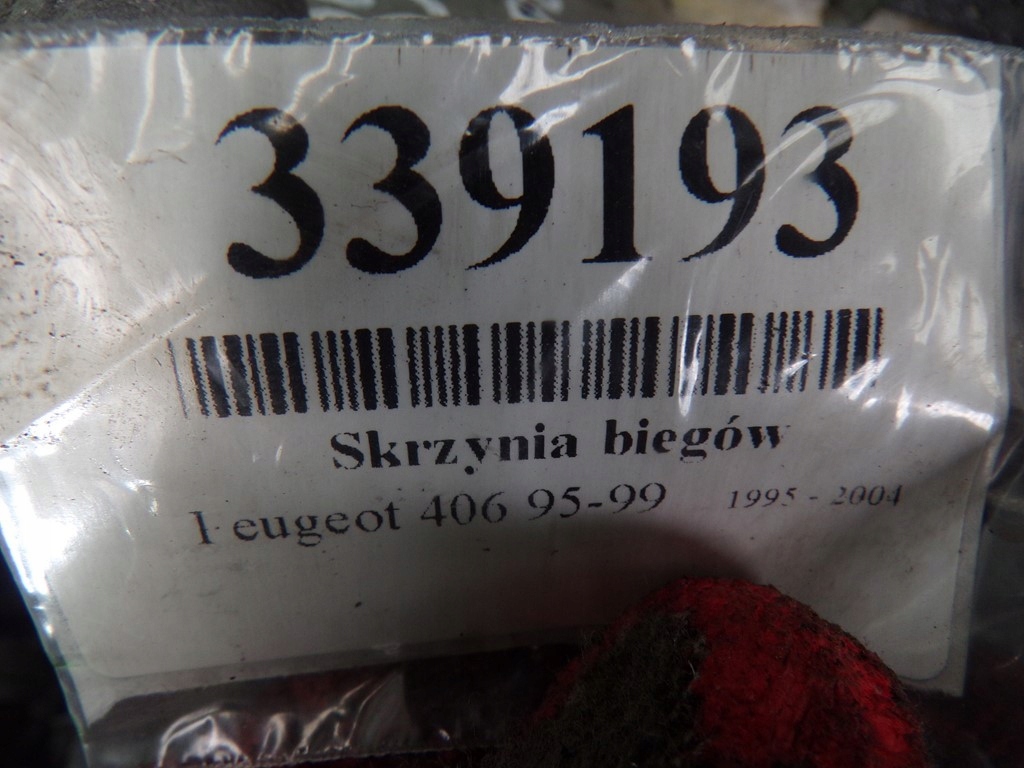 339193
Skrzynia biegów
Peugeot 406 95-99 1995 - 2004